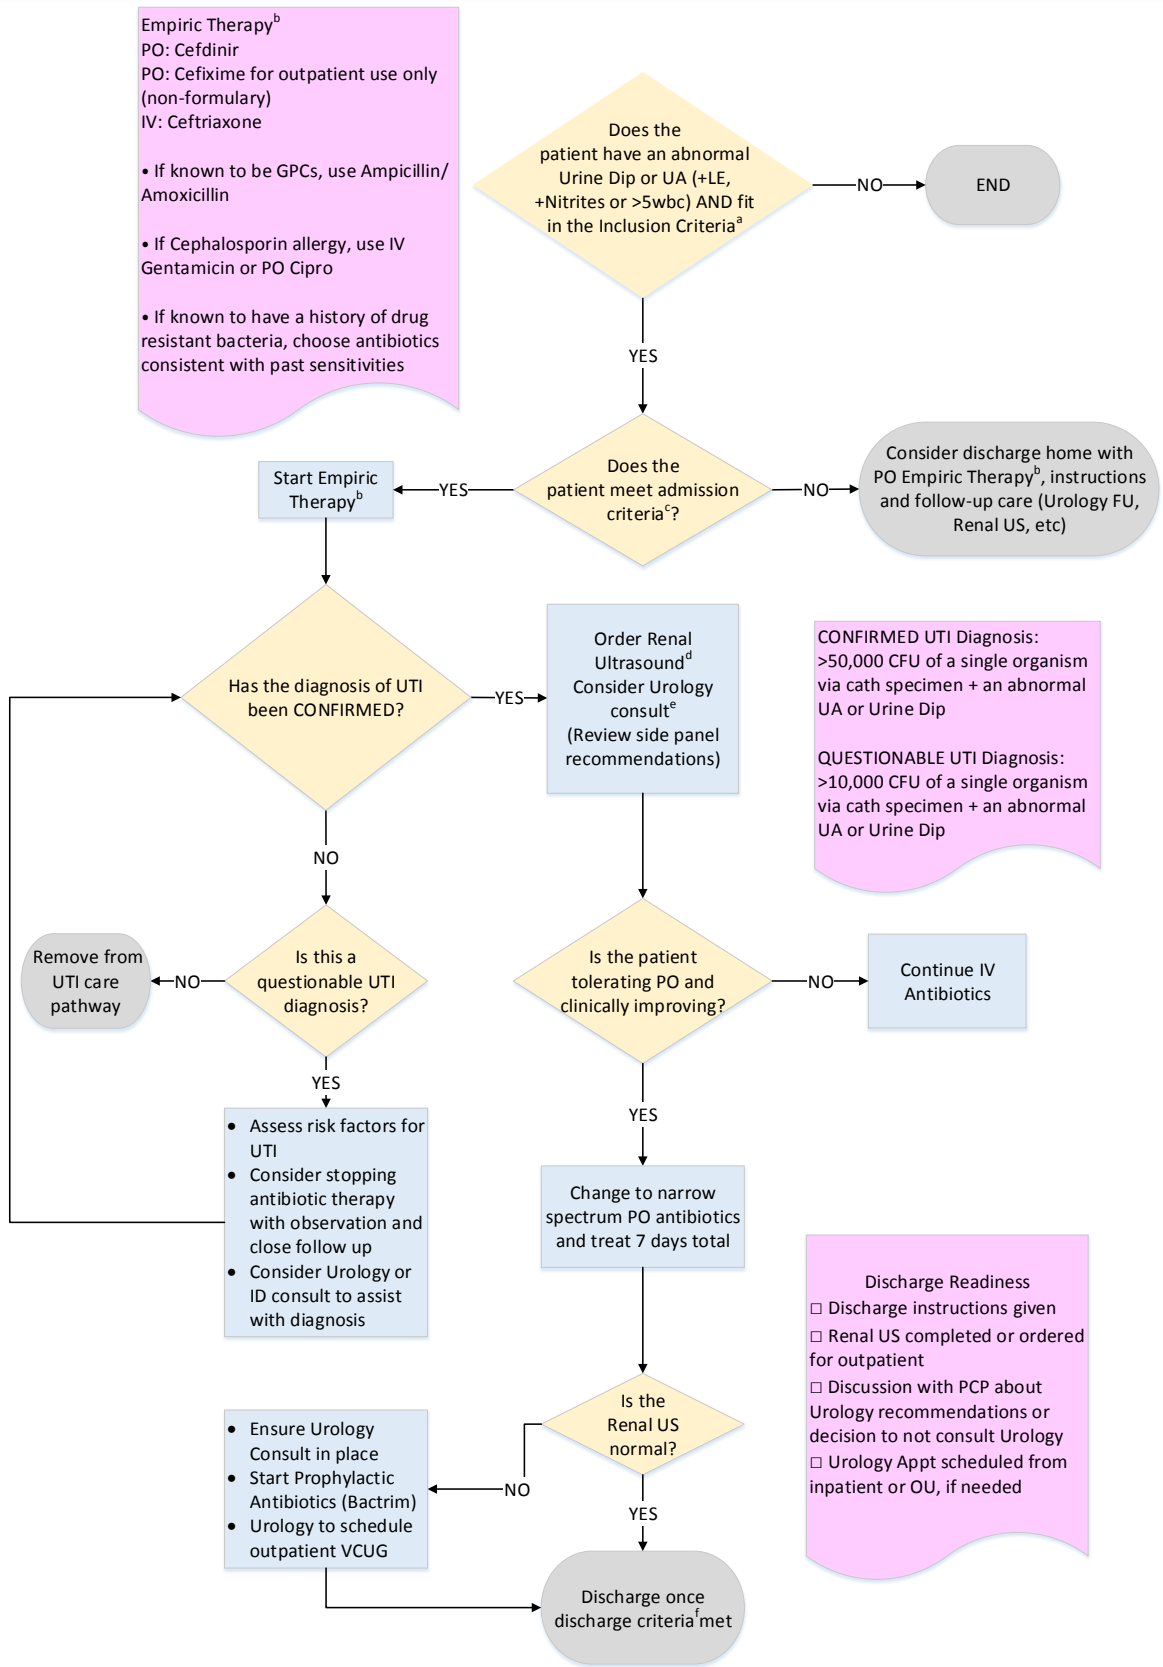 Empiric Therapyb
PO: Cefdinir
PO: Cefixime for outpatient use only
(non-formulary)
IV: Ceftriaxone
• If known to be GPCs, use Ampicillin/
Amoxicillin
• If Cephalosporin allergy, use IV
Gentamicin or PO Cipro
• If known to have a history of drug
resistant bacteria, choose antibiotics
consistent with past sensitivities
Does the
patient have an abnormal
Urine Dip or UA (+LE,
+Nitrites or >5wbc) AND fit
in the Inclusion Criteriaa
NO
END
YES
Does the
patient meet admission
criteriac?
NO
Consider discharge home with
PO Empiric Therapyb, instructions
and follow-up care (Urology FU,
Renal US, etc)
YES
Start Empiric
Therapyb
Has the diagnosis of UTI
been CONFIRMED?
YES
Order Renal
Ultrasoundd
Consider Urology
consulte
(Review side panel
recommendations)
CONFIRMED UTI Diagnosis:
>50,000 CFU of a single organism
via cath specimen + an abnormal
UA or Urine Dip
QUESTIONABLE UTI Diagnosis:
>10,000 CFU of a single organism
via cath specimen + an abnormal
UA or Urine Dip
NO
Is this a
questionable UTI
diagnosis?
NO
Remove from
UTI care
pathway
YES
• Assess risk factors for
UTI
• Consider stopping
antibiotic therapy
with observation and
close follow up
• Consider Urology or
ID consult to assist
with diagnosis
Is the patient
tolerating PO and
clinically improving?
NO
Continue IV
Antibiotics
YES
Change to narrow
spectrum PO antibiotics
and treat 7 days total
Discharge Readiness
□ Discharge instructions given
□ Renal US completed or ordered
for outpatient
□ Discussion with PCP about
Urology recommendations or
decision to not consult Urology
□ Urology Appt scheduled from
inpatient or OU, if needed
Is the
Renal US
normal?
NO
• Ensure Urology
Consult in place
• Start Prophylactic
Antibiotics (Bactrim)
• Urology to schedule
outpatient VCUG
YES
Discharge once
discharge criteriaf met